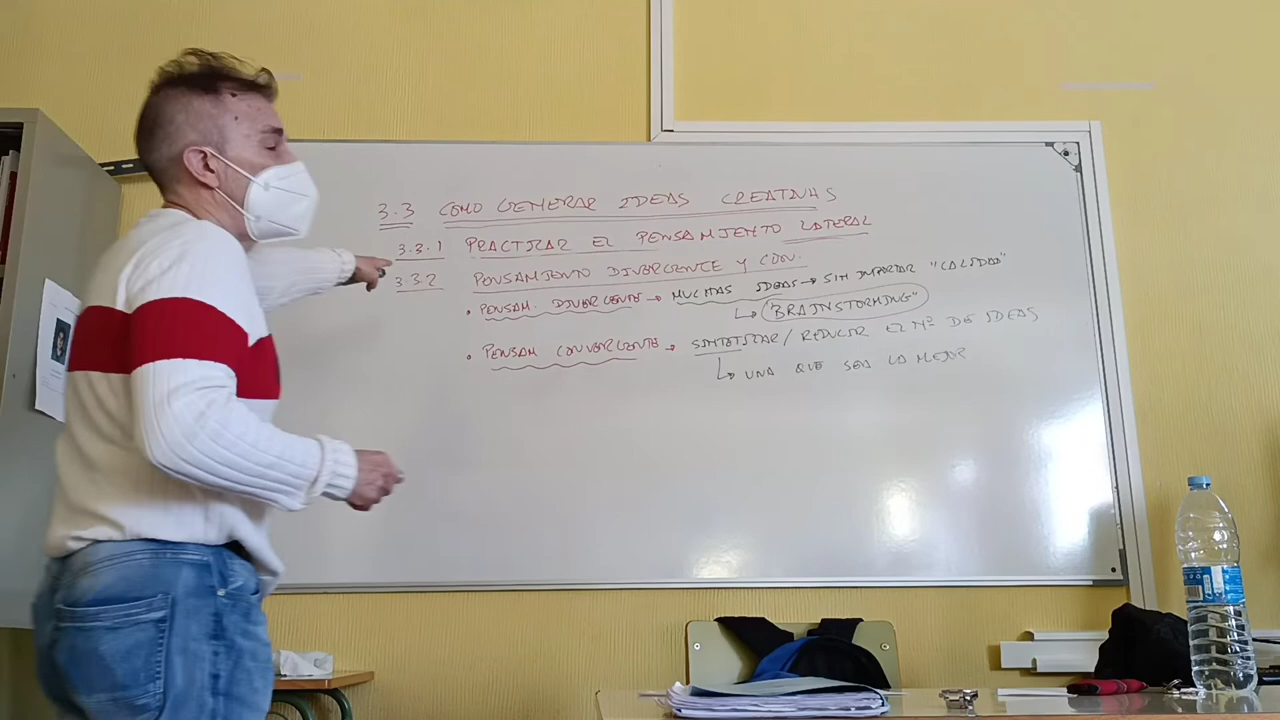 3.3 COMO GENERAR IDEAS CREATIVAS
3.3.1 PRACTICAR EL PENSAMIENTO LATERAL
3.3.2 PENSAMIENTO DIVERGENTE Y CONV.
• PENSAM. DIVERGENTE → MUCHAS IDEAS → SIN IMPORTAR "CALIDAD"
↳ "BRAINSTORMING"
• PENSAM CONVERGENTE → SINTETIZAR / REDUCIR EL Nº DE IDEAS
↳ UNA QUE SEA LA MEJOR